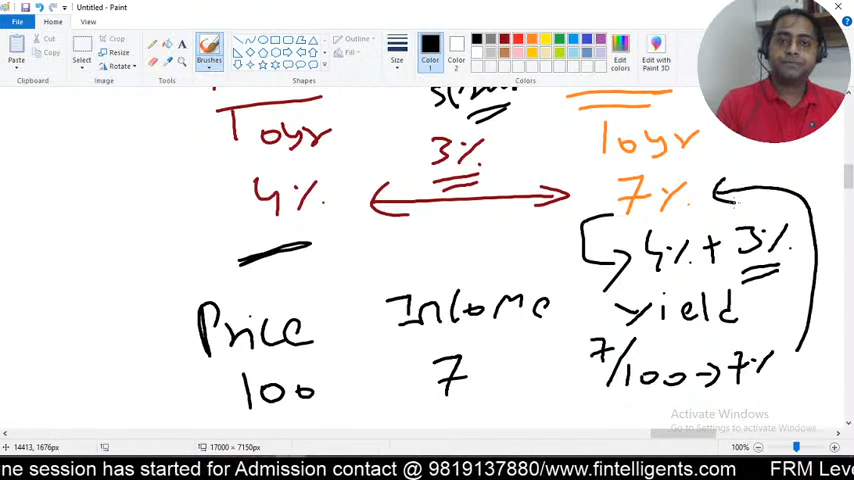 Untitled - Paint
File
Home
View
Paste
Cut
Copy
Clipboard
Select
Crop
Resize
Rotate
Image
Tools
Brushes
Shapes
Outline
Fill
Size
Color 1
Color 2
Edit colors
Edit with Paint 3D
Colors
10yr 10yr
3%
4% 7%
4% + 3%
Price Income yield
100 7 7/100 → 7%
Activate Windows
Go to Settings to activate Windows.
14413, 1676px
17000 × 7150px
100%
ne session has started for Admission contact @ 9819137880/www.fintelligents.com FRM Leve